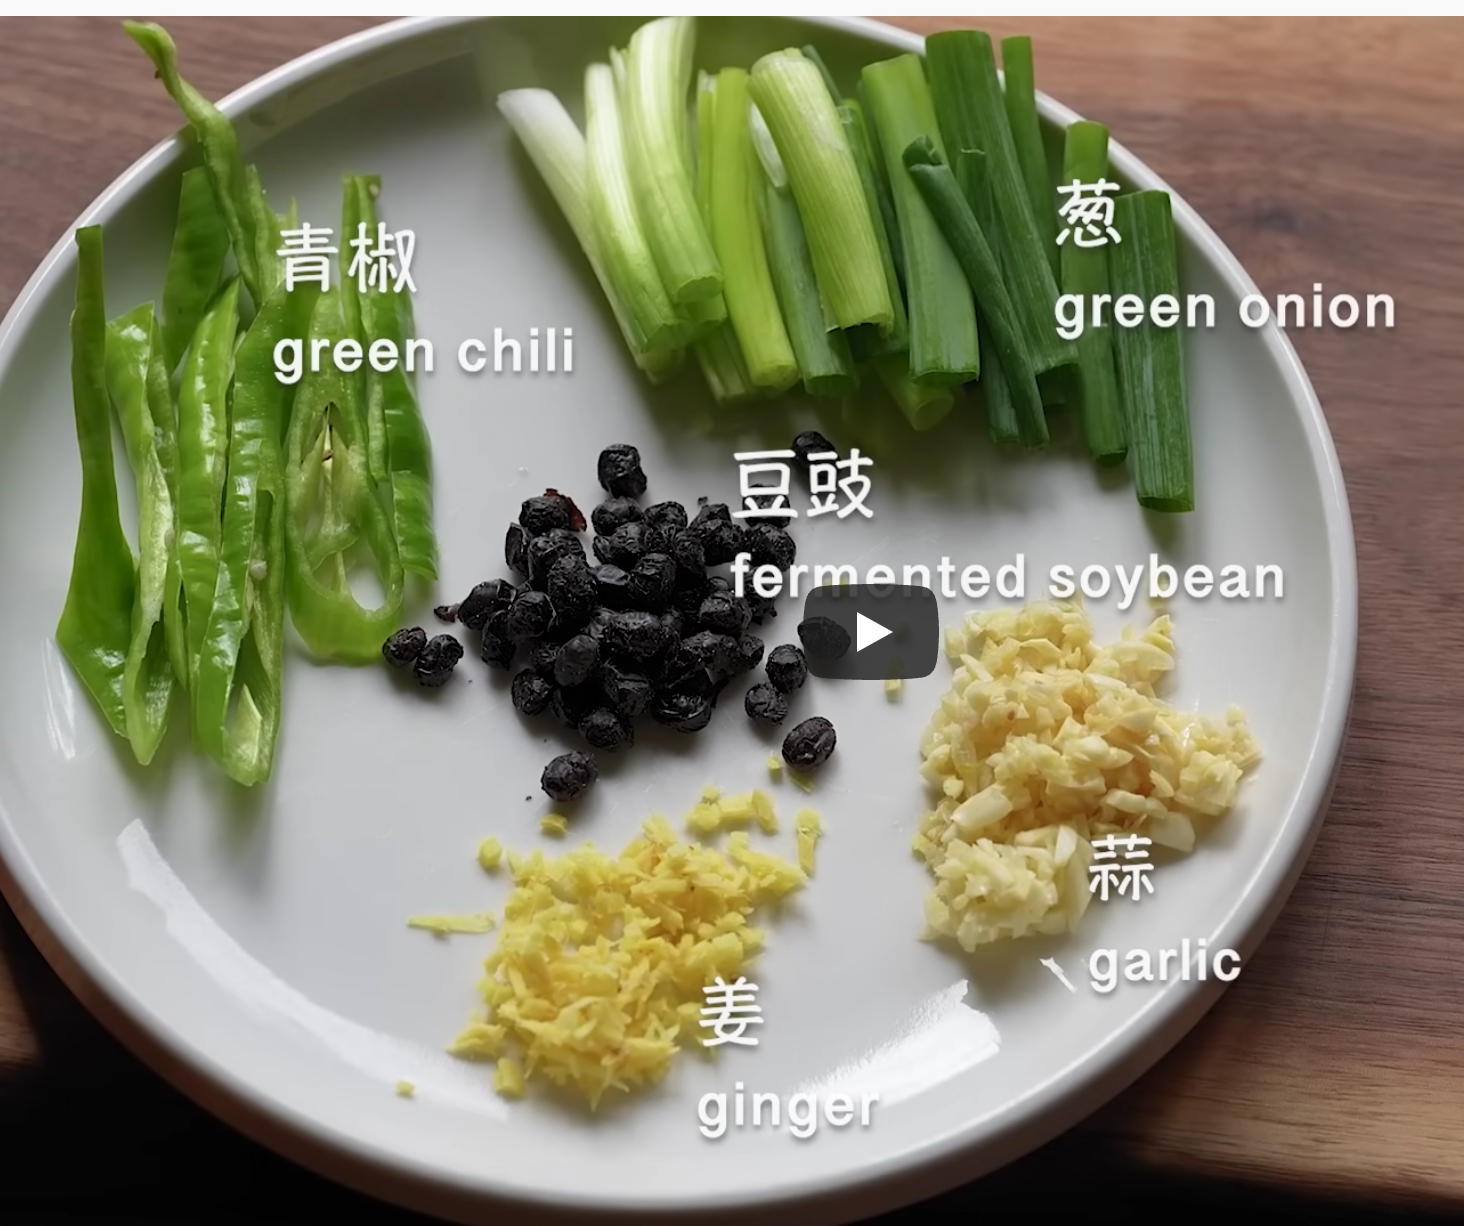 葱
green onion
青椒
green chili
豆豉
fermented soybean
蒜
garlic
姜
ginger